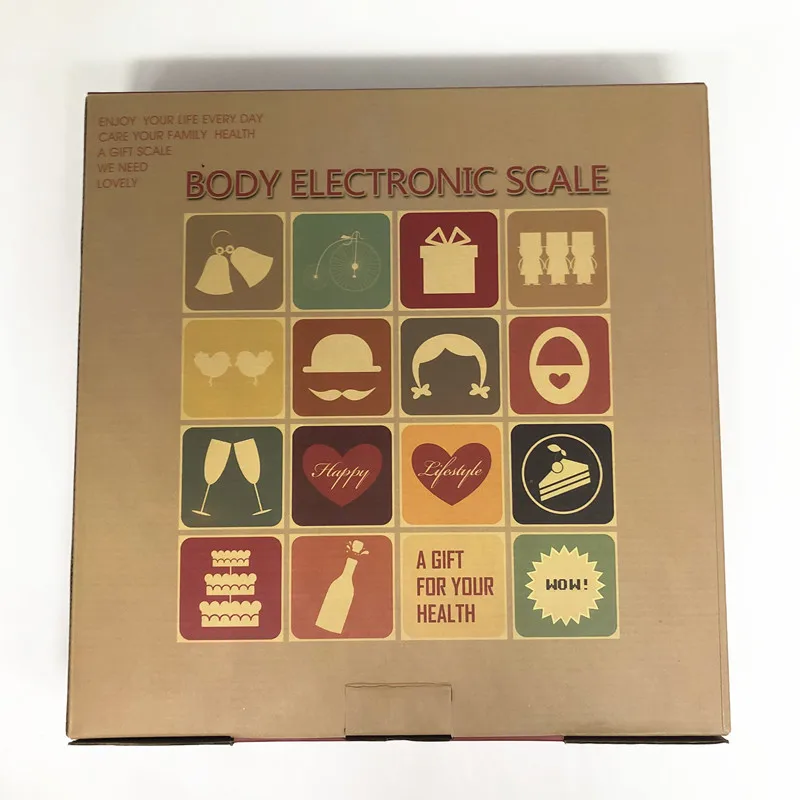 ENJOY YOUR LIFE EVERY DAY
CARE YOUR FAMILY HEALTH
A GIFT SCALE
WE NEED
LOVELY
BODY ELECTRONIC SCALE
Happy
Lifestyle
A GIFT
FOR YOUR
HEALTH
WOW!